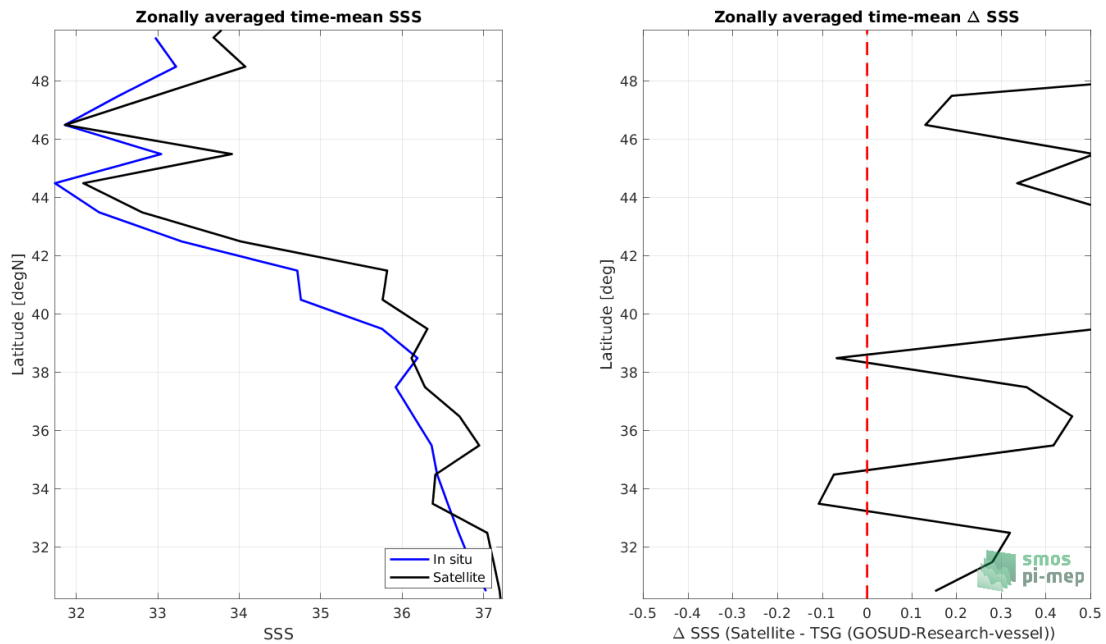 Zonally averaged time-mean SSS
48
46
44
42
40
38
36
34
32
Latitude [degN]
32 33 34 35 36 37
SSS
In situ
Satellite
Zonally averaged time-mean Δ SSS
48
46
44
42
40
38
36
34
32
Latitude [deg]
-0.5 -0.4 -0.3 -0.2 -0.1 0 0.1 0.2 0.3 0.4 0.5
Δ SSS (Satellite - TSG (GOSUD-Research-vessel))
smos
pi-mep